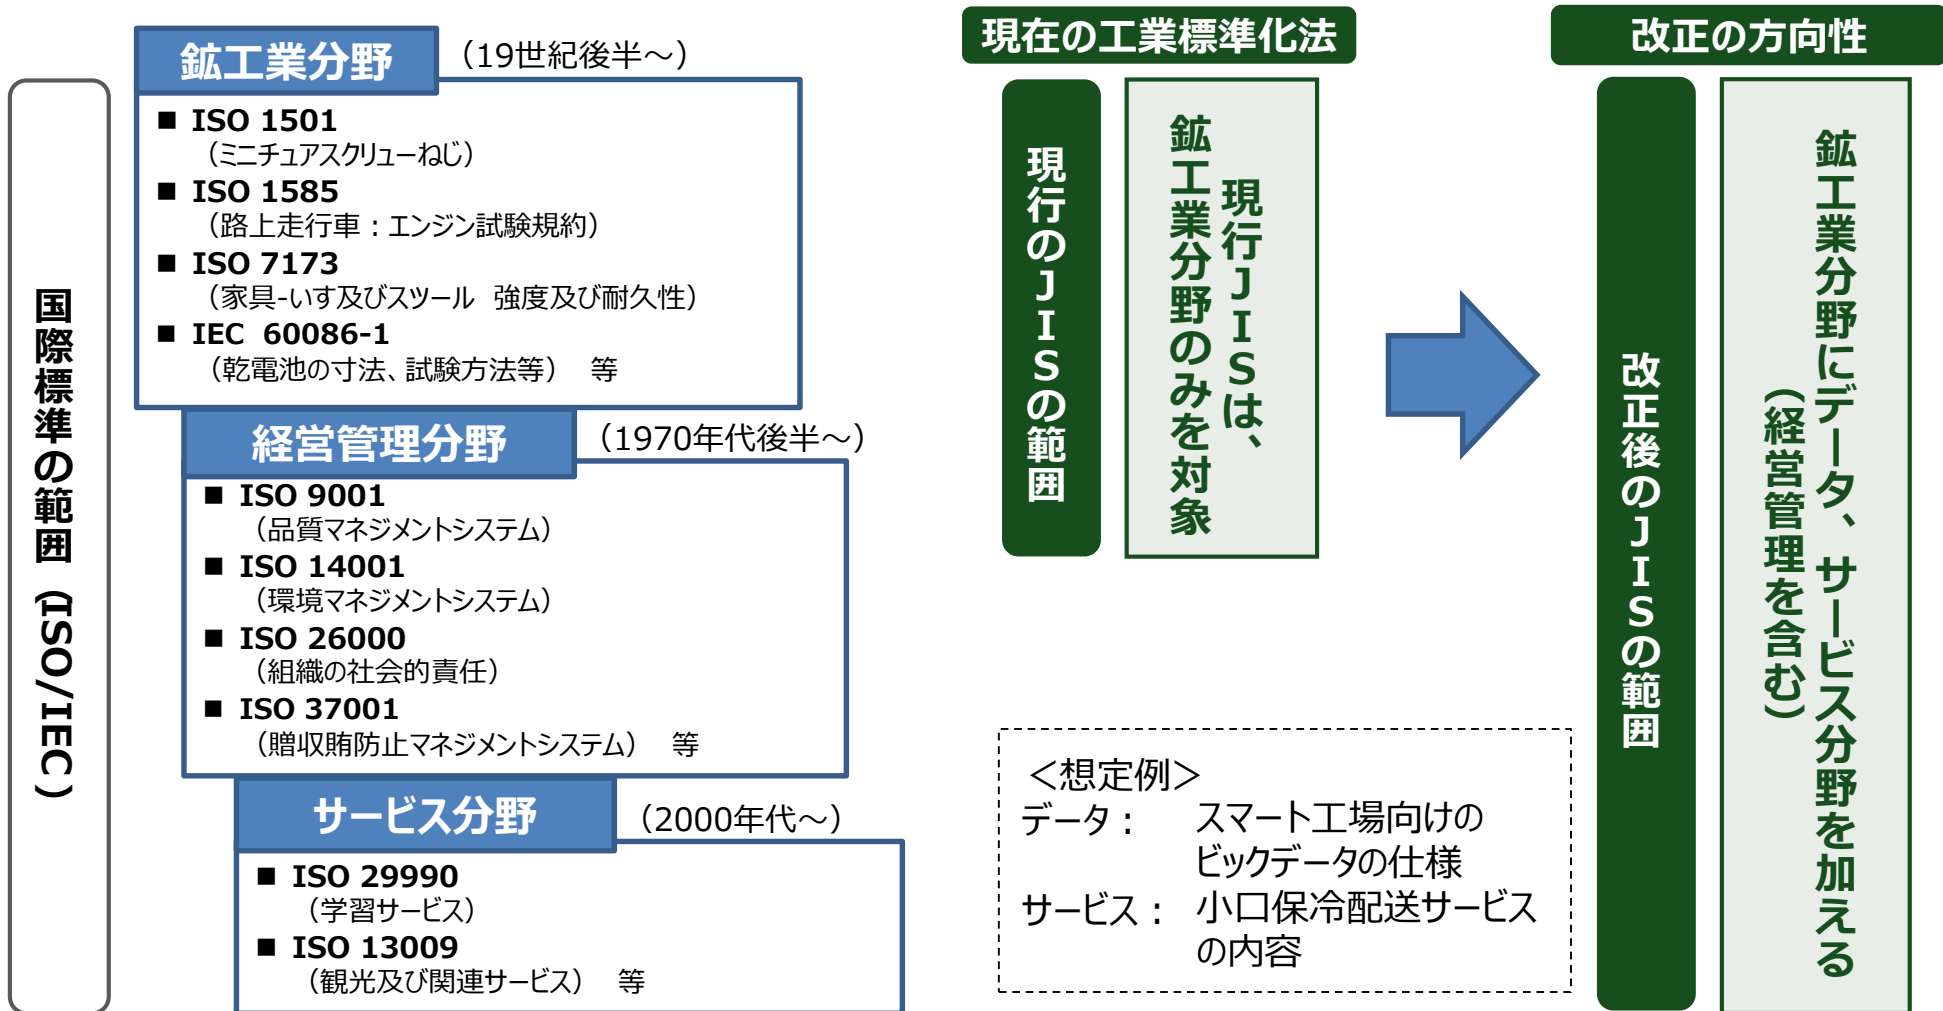 国際標準の範囲（ISO/IEC）
鉱工業分野
（19世紀後半～）
■ ISO 1501
（ミニチュアスクリューねじ）
■ ISO 1585
（路上走行車：エンジン試験規約）
■ ISO 7173
（家具-いす及びスツール　強度及び耐久性）
■ IEC 60086-1
（乾電池の寸法、試験方法等）　等
経営管理分野
（1970年代後半～）
■ ISO 9001
（品質マネジメントシステム）
■ ISO 14001
（環境マネジメントシステム）
■ ISO 26000
（組織の社会的責任）
■ ISO 37001
（贈収賄防止マネジメントシステム）　等
サービス分野
（2000年代～）
■ ISO 29990
（学習サービス）
■ ISO 13009
（観光及び関連サービス）　等
現在の工業標準化法
現行のＪＩＳの範囲
現行ＪＩＳは、
鉱工業分野のみを対象
＜想定例＞
データ：　スマート工場向けの
ビックデータの仕様
サービス：　小口保冷配送サービス
の内容
改正の方向性
改正後のＪＩＳの範囲
鉱工業分野にデータ、サービス分野を加える
（経営管理を含む）